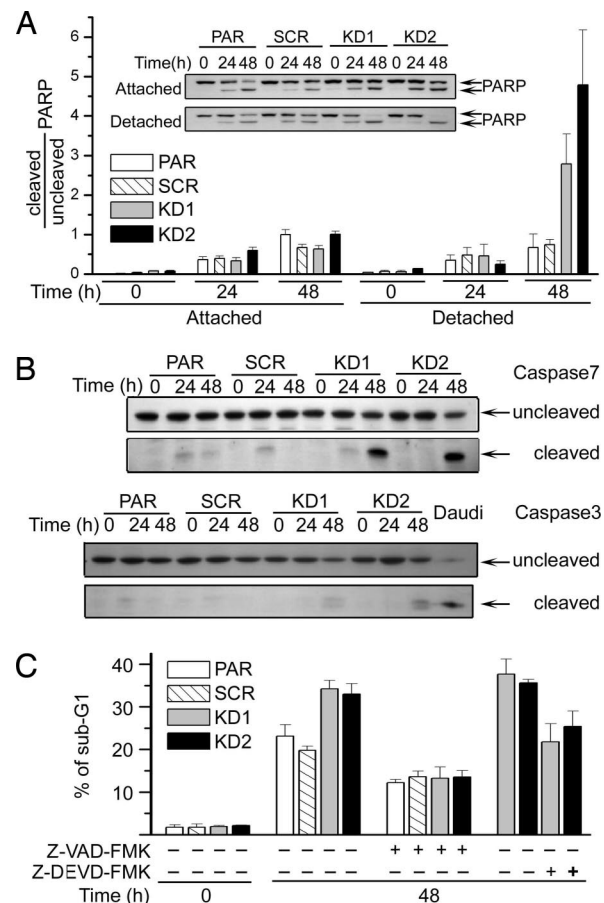 A
PAR SCR KD1 KD2
Time(h) 0 24 48 0 24 48 0 24 48 0 24 48
Attached PARP
Detached PARP
cleaved
uncleaved
PARP
6
5
4
3
2
1
0
PAR
SCR
KD1
KD2
Time (h) 0 24 48 0 24 48
Attached Detached
B
PAR SCR KD1 KD2 Caspase7
Time (h) 0 24 48 0 24 48 0 24 48 0 24 48
uncleaved
cleaved
PAR SCR KD1 KD2 Daudi Caspase3
Time (h) 0 24 48 0 24 48 0 24 48 0 24 48
uncleaved
cleaved
C
% of sub-G1
40
30
20
10
PAR
SCR
KD1
KD2
Z-VAD-FMK – – – – – – – – + + + + – – – –
Z-DEVD-FMK – – – – – – – – – – – – – – + +
Time (h) 0 48